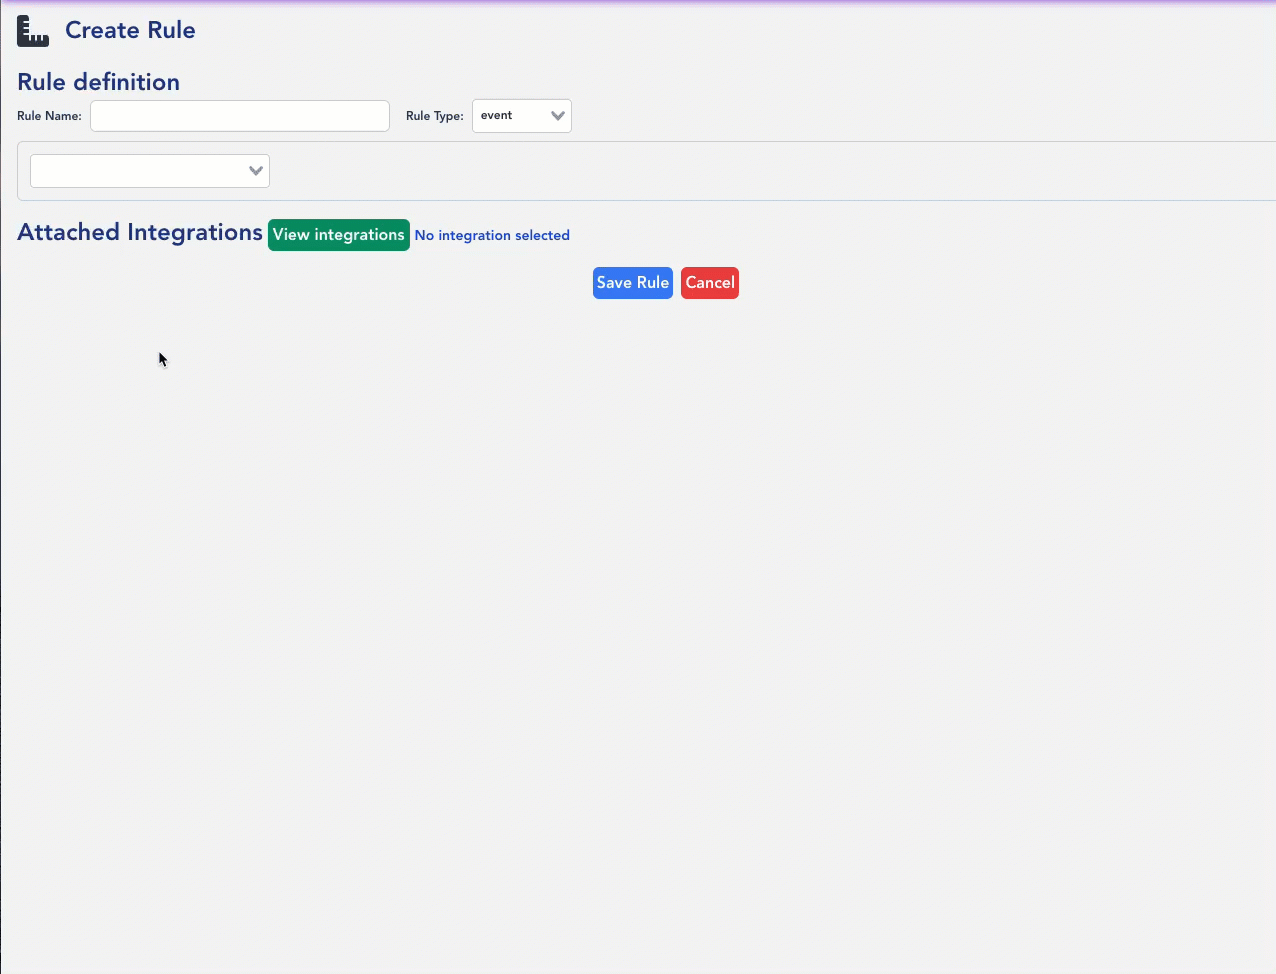 Create Rule
Rule definition
Rule Name: Rule Type: event
Attached Integrations View integrations No integration selected
Save Rule Cancel